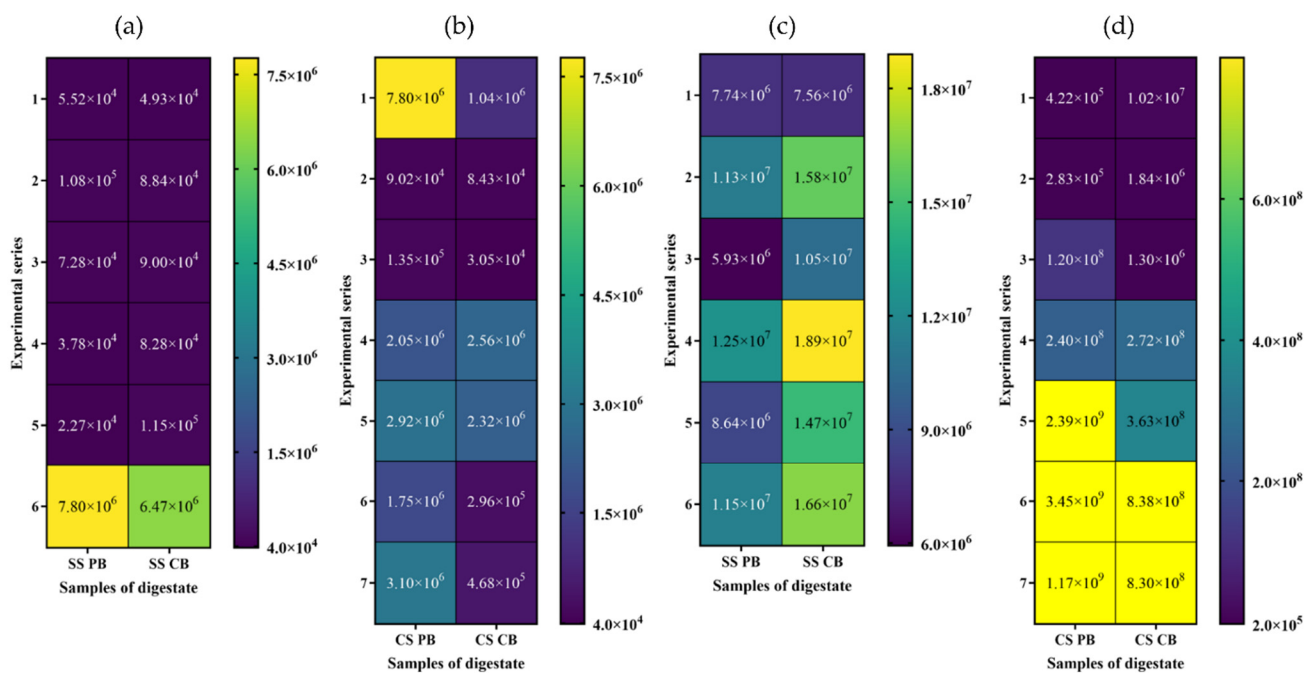 (a)
7.5×10⁶
6.0×10⁶
4.5×10⁶
3.0×10⁶
1.5×10⁶
4.0×10⁴
Experimental series
1 5.52×10⁴ 4.93×10⁴
2 1.08×10⁵ 8.84×10⁴
3 7.28×10⁴ 9.00×10⁴
4 3.78×10⁴ 8.28×10⁴
5 2.27×10⁴ 1.15×10⁵
6 7.80×10⁶ 6.47×10⁶
SS PB SS CB
Samples of digestate
(b)
7.5×10⁶
6.0×10⁶
4.5×10⁶
3.0×10⁶
1.5×10⁶
4.0×10⁴
Experimental series
1 7.80×10⁶ 1.04×10⁶
2 9.02×10⁴ 8.43×10⁴
3 1.35×10⁵ 3.05×10⁴
4 2.05×10⁶ 2.56×10⁶
5 2.92×10⁶ 2.32×10⁶
6 1.75×10⁶ 2.96×10⁵
7 3.10×10⁶ 4.68×10⁵
CS PB CS CB
Samples of digestate
(c)
1.8×10⁷
1.5×10⁷
1.2×10⁷
9.0×10⁶
6.0×10⁶
Experimental series
1 7.74×10⁶ 7.56×10⁶
2 1.13×10⁷ 1.58×10⁷
3 5.93×10⁶ 1.05×10⁷
4 1.25×10⁷ 1.89×10⁷
5 8.64×10⁶ 1.47×10⁷
6 1.15×10⁷ 1.66×10⁷
SS PB SS CB
Samples of digestate
(d)
6.0×10⁸
4.0×10⁸
2.0×10⁸
2.0×10⁵
Experimental series
1 4.22×10⁵ 1.02×10⁷
2 2.83×10⁵ 1.84×10⁶
3 1.20×10⁸ 1.30×10⁶
4 2.40×10⁸ 2.72×10⁸
5 2.39×10⁹ 3.63×10⁸
6 3.45×10⁹ 8.38×10⁸
7 1.17×10⁹ 8.30×10⁸
CS PB CS CB
Samples of digestate